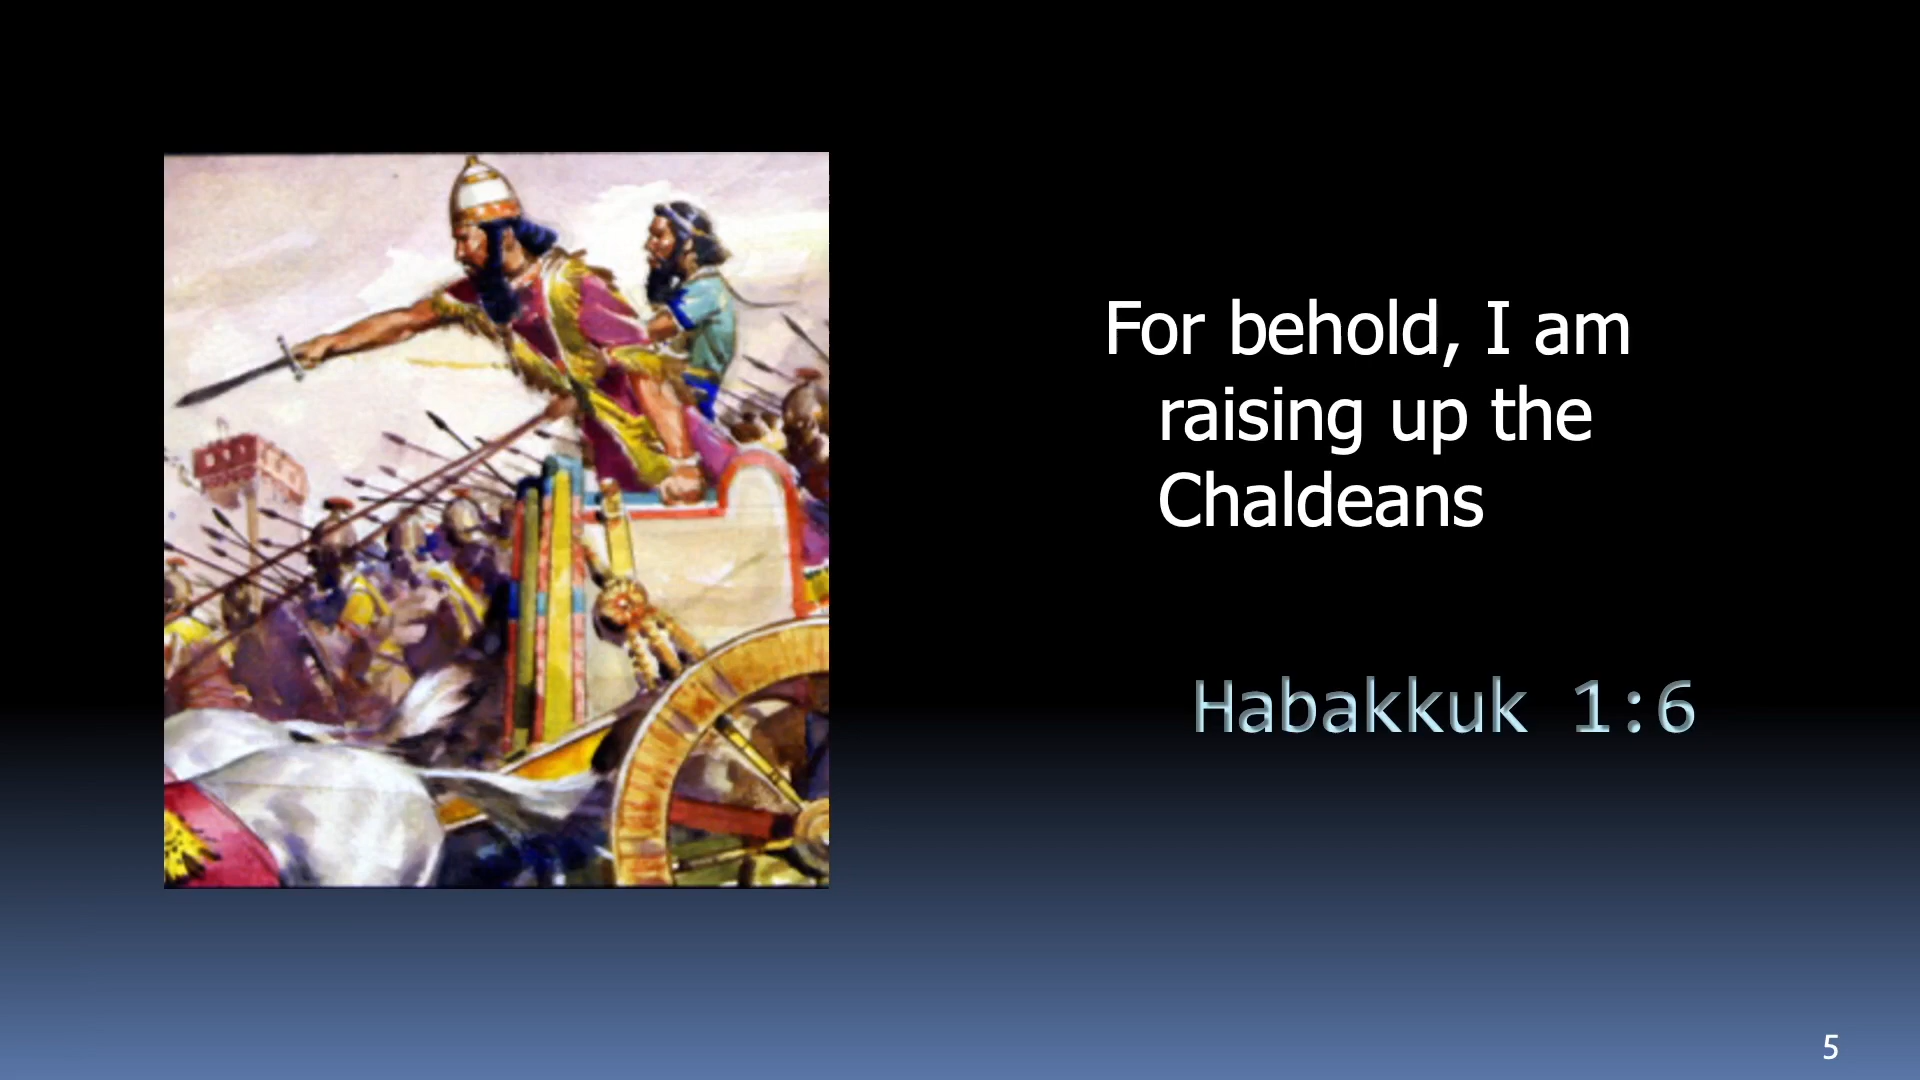 For behold, I am
raising up the
Chaldeans
Habakkuk 1:6
5